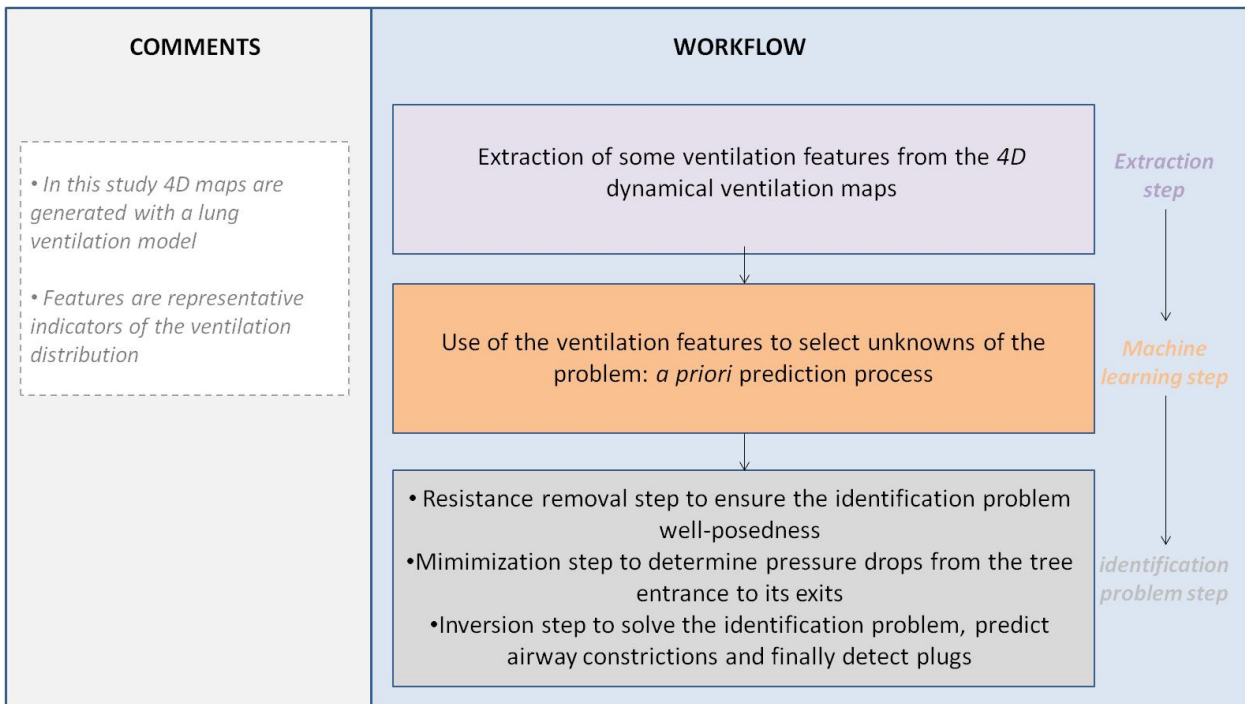 COMMENTS
• In this study 4D maps are
generated with a lung
ventilation model
• Features are representative
indicators of the ventilation
distribution
WORKFLOW
Extraction of some ventilation features from the 4D
dynamical ventilation maps
Extraction
step
Use of the ventilation features to select unknowns of the
problem: a priori prediction process
Machine
learning step
• Resistance removal step to ensure the identification problem
well-posedness
•Mimimization step to determine pressure drops from the tree
entrance to its exits
•Inversion step to solve the identification problem, predict
airway constrictions and finally detect plugs
identification
problem step